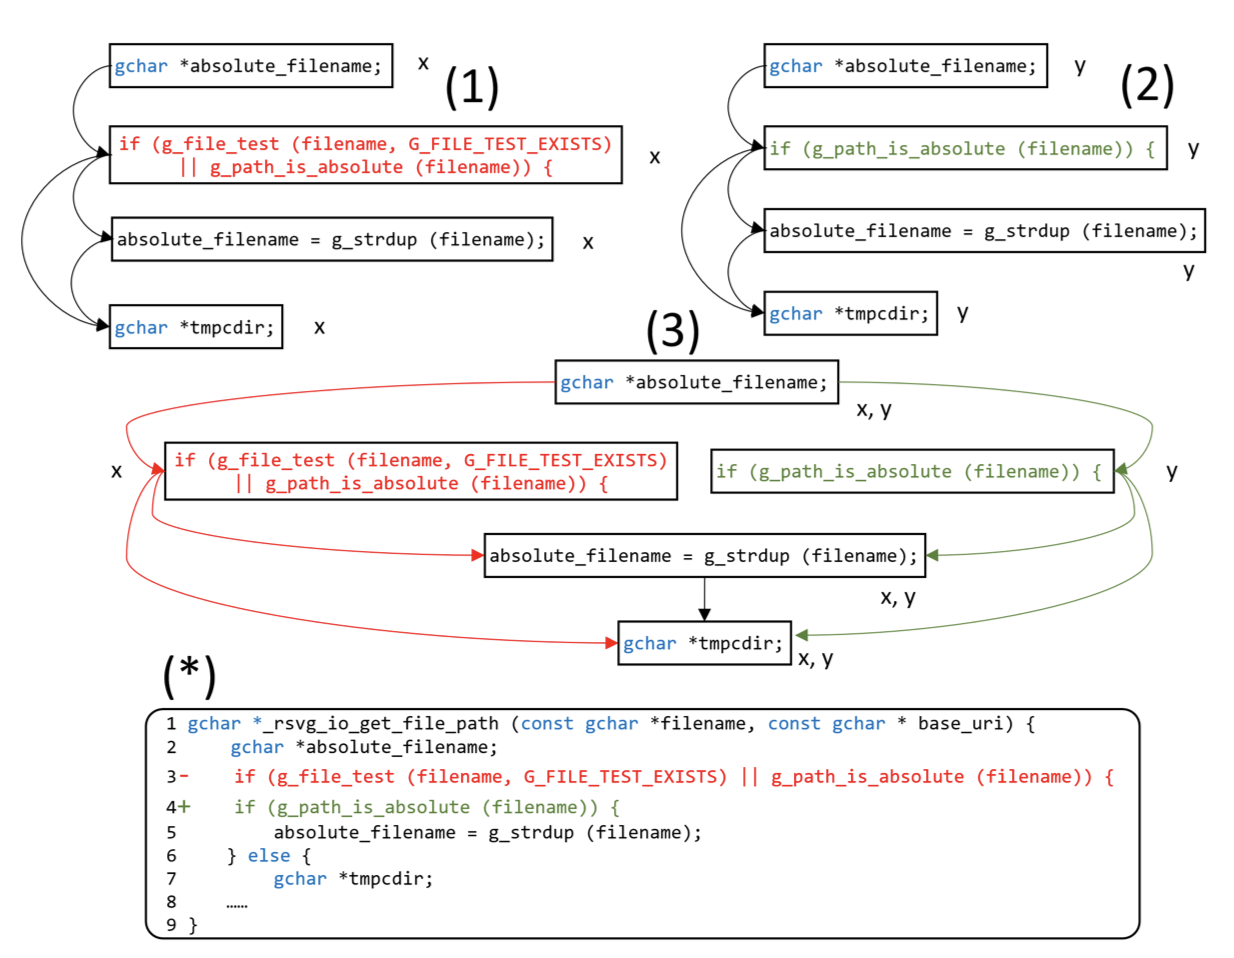 gchar *absolute_filename; x
(1)
if (g_file_test (filename, G_FILE_TEST_EXISTS)
|| g_path_is_absolute (filename)) {
x
absolute_filename = g_strdup (filename); x
gchar *tmpcdir; x
gchar *absolute_filename; y
(2)
if (g_path_is_absolute (filename)) { y
absolute_filename = g_strdup (filename);
y
gchar *tmpcdir; y
(3)
gchar *absolute_filename;
x, y
x
if (g_file_test (filename, G_FILE_TEST_EXISTS)
|| g_path_is_absolute (filename)) {
if (g_path_is_absolute (filename)) { y
absolute_filename = g_strdup (filename);
x, y
gchar *tmpcdir;
x, y
(*)
1 gchar *_rsvg_io_get_file_path (const gchar *filename, const gchar * base_uri) {
2 gchar *absolute_filename;
3- if (g_file_test (filename, G_FILE_TEST_EXISTS) || g_path_is_absolute (filename)) {
4+ if (g_path_is_absolute (filename)) {
5 absolute_filename = g_strdup (filename);
6 } else {
7 gchar *tmpcdir;
8 ……
9 }